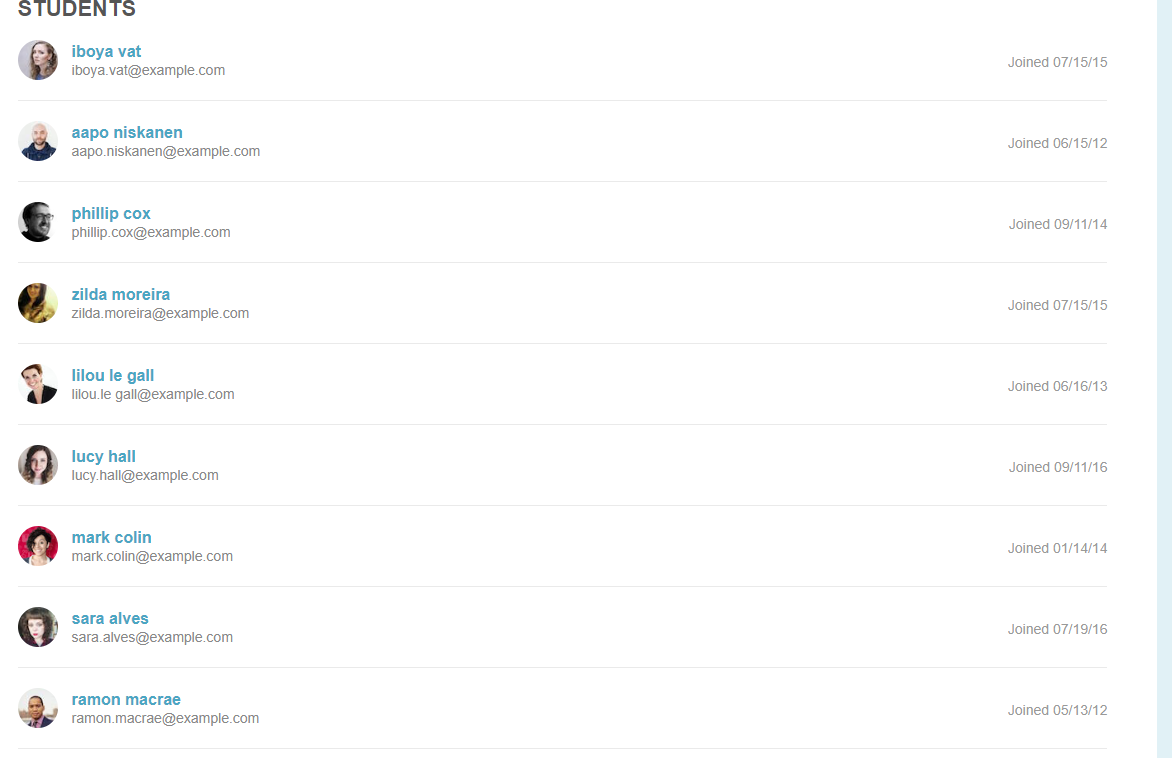 STUDENTS
iboya vat
iboya.vat@example.com
Joined 07/15/15
aapo niskanen
aapo.niskanen@example.com
Joined 06/15/12
phillip cox
phillip.cox@example.com
Joined 09/11/14
zilda moreira
zilda.moreira@example.com
Joined 07/15/15
lilou le gall
lilou.le gall@example.com
Joined 06/16/13
lucy hall
lucy.hall@example.com
Joined 09/11/16
mark colin
mark.colin@example.com
Joined 01/14/14
sara alves
sara.alves@example.com
Joined 07/19/16
ramon macrae
ramon.macrae@example.com
Joined 05/13/12